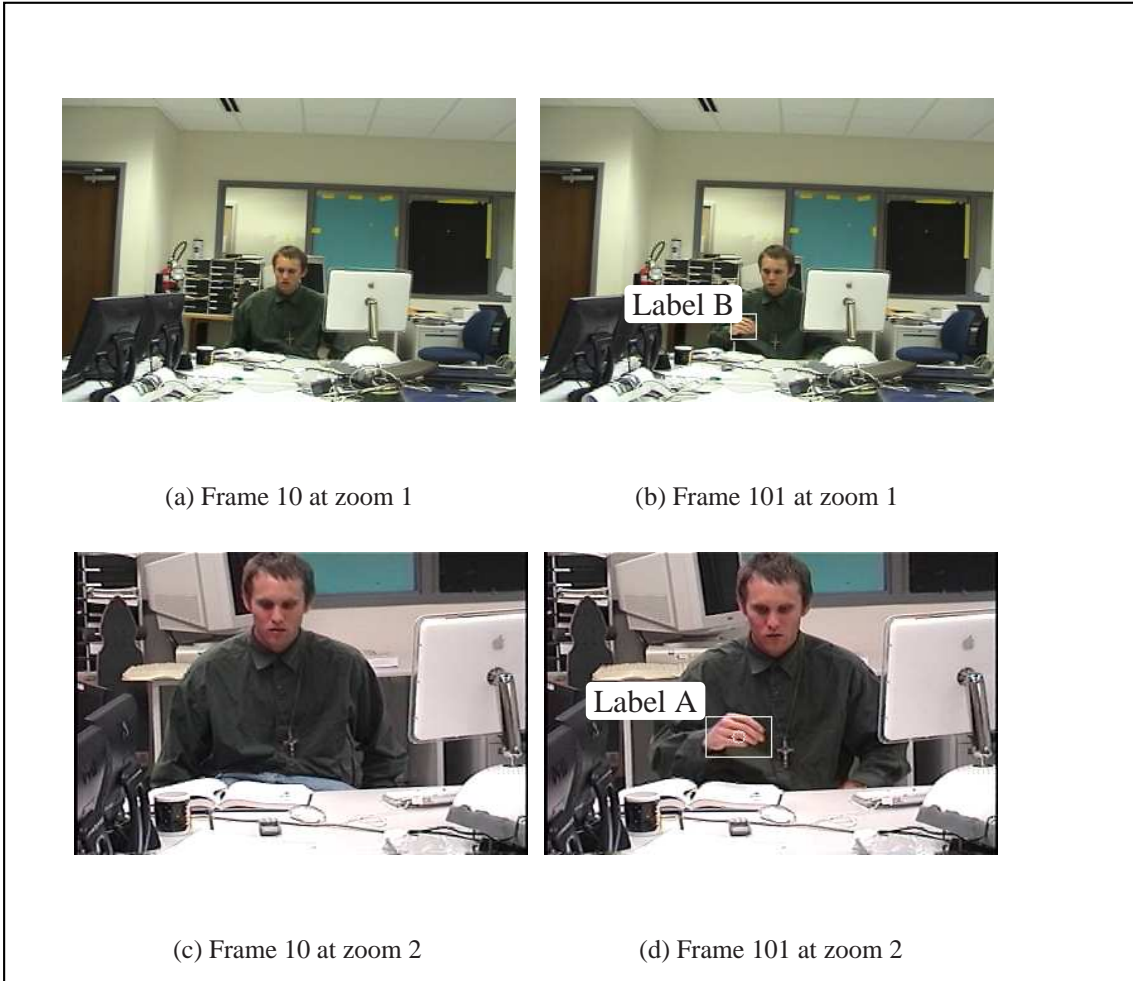 Label B
(a) Frame 10 at zoom 1
(b) Frame 101 at zoom 1
Label A
(c) Frame 10 at zoom 2
(d) Frame 101 at zoom 2